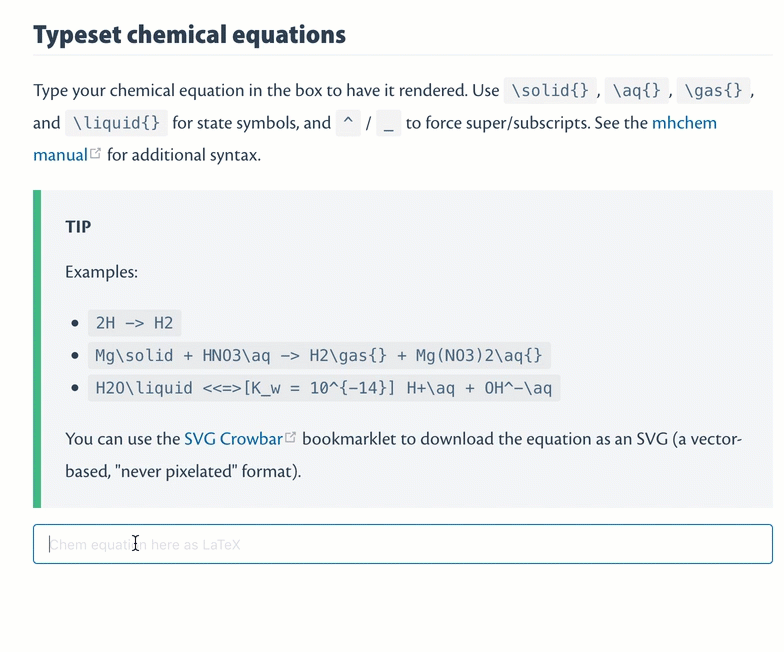 Typeset chemical equations
Type your chemical equation in the box to have it rendered. Use \solid{} , \aq{} , \gas{} ,
and \liquid{} for state symbols, and ^ / _ to force super/subscripts. See the mhchem
manual for additional syntax.
TIP
Examples:
2H -> H2
Mg\solid + HNO3\aq -> H2\gas{} + Mg(NO3)2\aq{}
H2O\liquid <<=>[K_w = 10^{-14}] H+\aq + OH^-\aq
You can use the SVG Crowbar bookmarklet to download the equation as an SVG (a vector-
based, "never pixelated" format).
Chem equation here as LaTeX